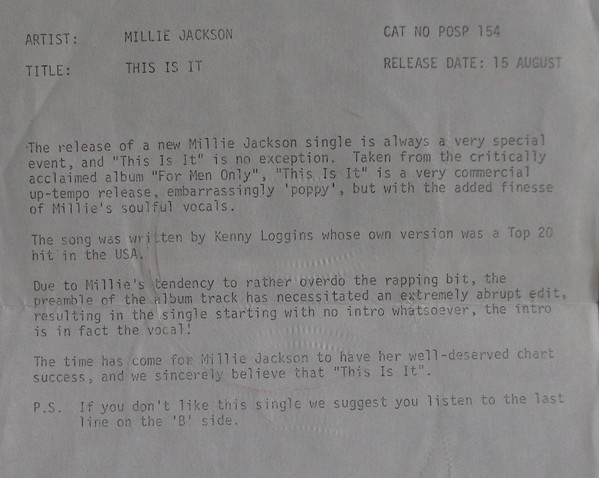 ARTIST: MILLIE JACKSON CAT NO POSP 154
TITLE: THIS IS IT RELEASE DATE: 15 AUGUST
The release of a new Millie Jackson single is always a very special
event, and "This Is It" is no exception. Taken from the critically
acclaimed album "For Men Only", "This Is It" is a very commercial
up-tempo release, embarrassingly 'poppy', but with the added finesse
of Millie's soulful vocals.
The song was written by Kenny Loggins whose own version was a Top 20
hit in the USA.
Due to Millie's tendency to rather overdo the rapping bit, the
preamble of the album track has necessitated an extremely abrupt edit,
resulting in the single starting with no intro whatsoever, the intro
is in fact the vocal!
The time has come for Millie Jackson to have her well-deserved chart
success, and we sincerely believe that "This Is It".
P.S. If you don't like this single we suggest you listen to the last
line on the 'B' side.